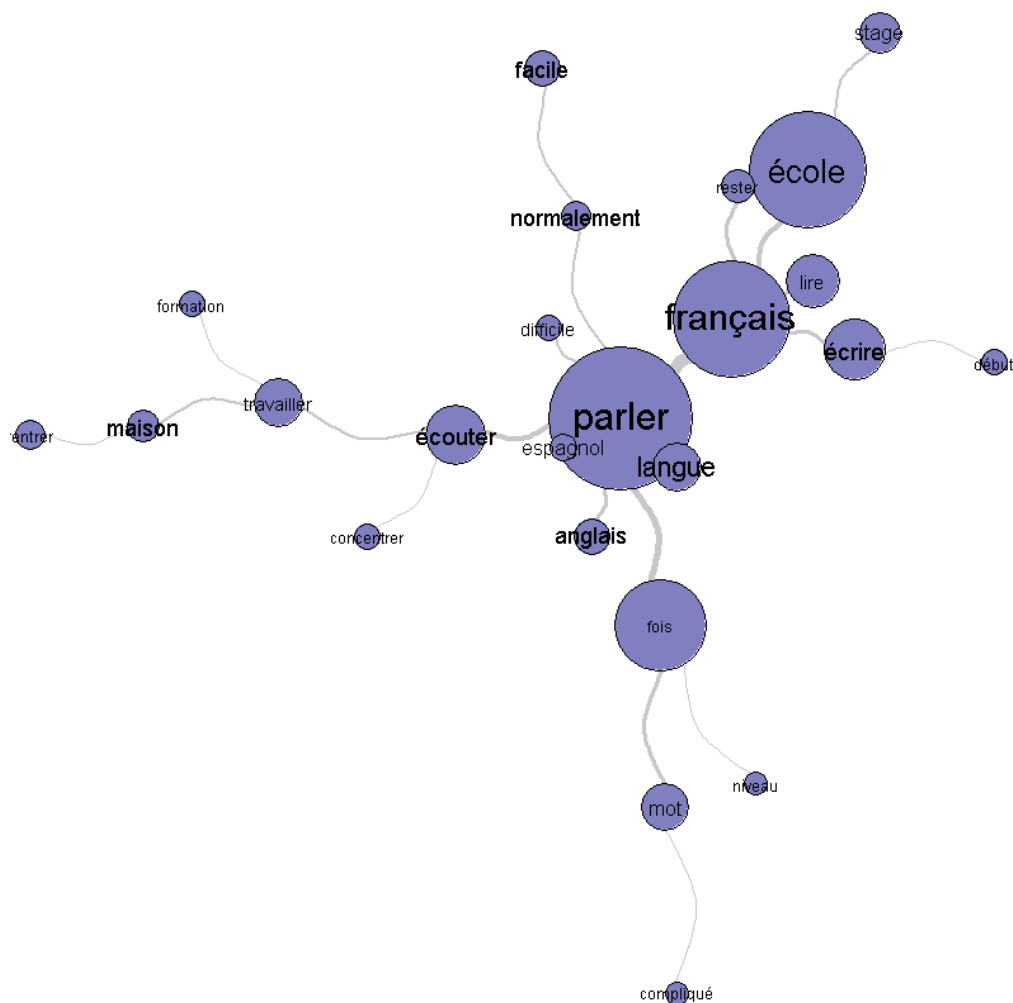 stage
facile
école
rester
normalement
lire
formation
français
difficile
écrire
début
travailler
parler
maison
entrer
écouter
espagnol
langue
anglais
concentrer
fois
niveau
mot
compliqué